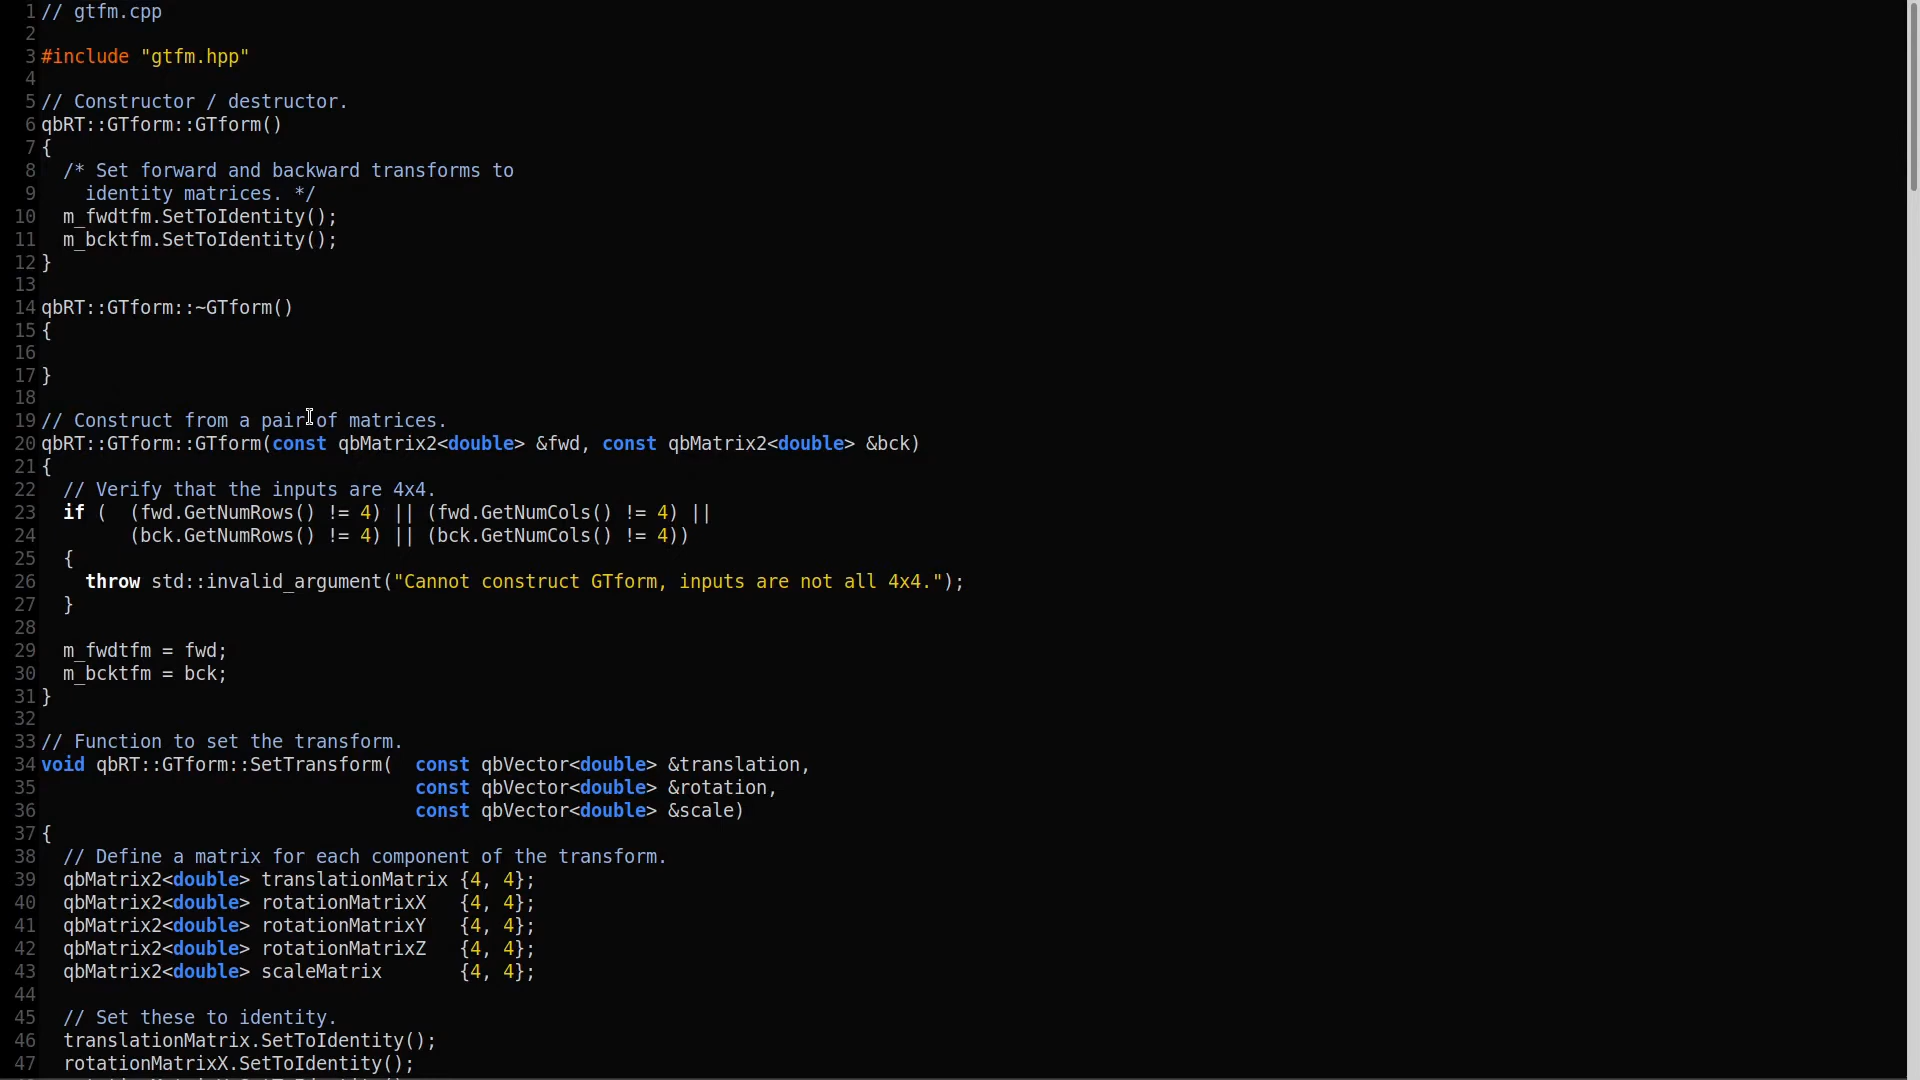 1 // gtfm.cpp
2
3 #include "gtfm.hpp"
4
5 // Constructor / destructor.
6 qbRT::GTform::GTform()
7 {
8   /* Set forward and backward transforms to
9     identity matrices. */
10   m_fwdtfm.SetToIdentity();
11   m_bcktfm.SetToIdentity();
12 }
13
14 qbRT::GTform::~GTform()
15 {
16
17 }
18
19 // Construct from a pair of matrices.
20 qbRT::GTform::GTform(const qbMatrix2<double> &fwd, const qbMatrix2<double> &bck)
21 {
22   // Verify that the inputs are 4x4.
23   if (  (fwd.GetNumRows() != 4) || (fwd.GetNumCols() != 4) ||
24         (bck.GetNumRows() != 4) || (bck.GetNumCols() != 4))
25   {
26     throw std::invalid_argument("Cannot construct GTform, inputs are not all 4x4.");
27   }
28
29   m_fwdtfm = fwd;
30   m_bcktfm = bck;
31 }
32
33 // Function to set the transform.
34 void qbRT::GTform::SetTransform(  const qbVector<double> &translation,
35                                   const qbVector<double> &rotation,
36                                   const qbVector<double> &scale)
37 {
38   // Define a matrix for each component of the transform.
39   qbMatrix2<double> translationMatrix {4, 4};
40   qbMatrix2<double> rotationMatrixX   {4, 4};
41   qbMatrix2<double> rotationMatrixY   {4, 4};
42   qbMatrix2<double> rotationMatrixZ   {4, 4};
43   qbMatrix2<double> scaleMatrix       {4, 4};
44
45   // Set these to identity.
46   translationMatrix.SetToIdentity();
47   rotationMatrixX.SetToIdentity();